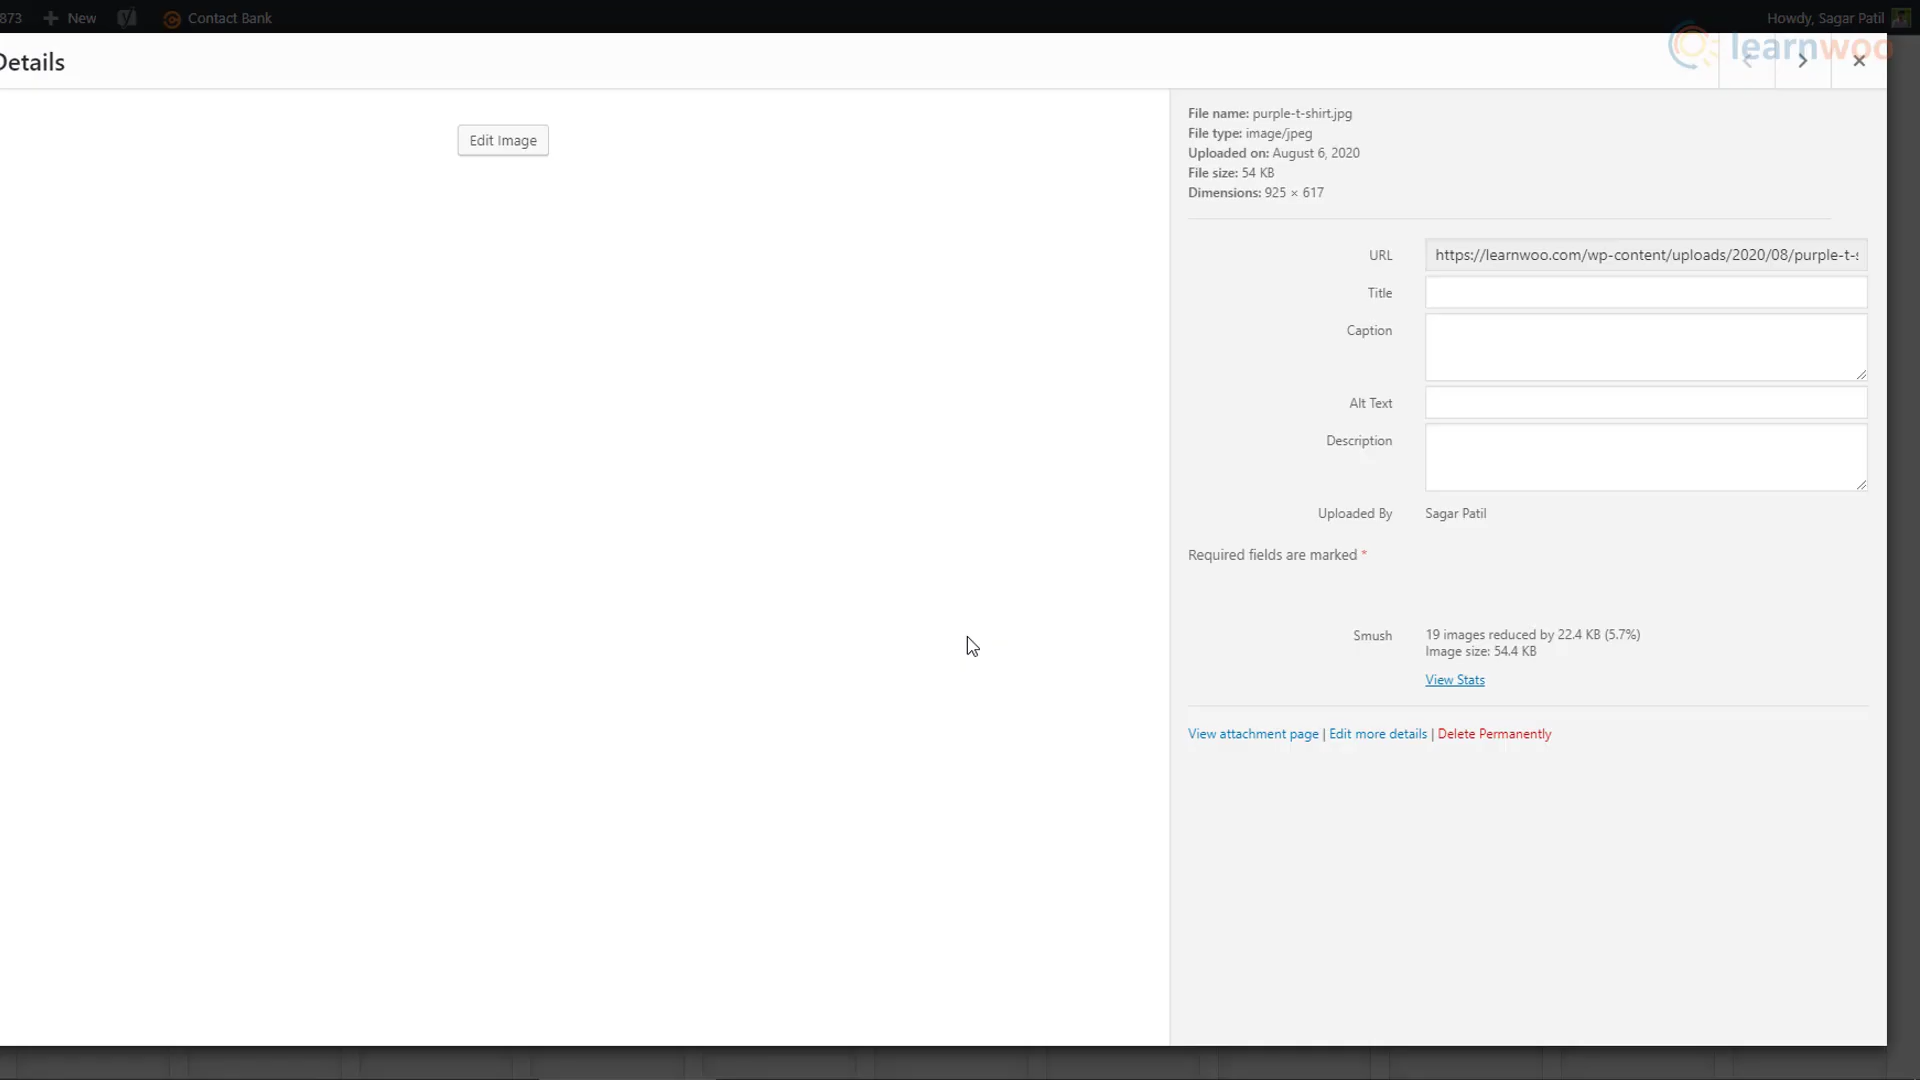 873 New Contact Bank Howdy, Sagar Patil
learnwoo
Details
Edit Image
File name: purple-t-shirt.jpg
File type: image/jpeg
Uploaded on: August 6, 2020
File size: 54 KB
Dimensions: 925 × 617
URL https://learnwoo.com/wp-content/uploads/2020/08/purple-t-s
Title
Caption
Alt Text
Description
Uploaded By Sagar Patil
Required fields are marked *
Smush 19 images reduced by 22.4 KB (5.7%)
Image size: 54.4 KB
View Stats
View attachment page | Edit more details | Delete Permanently